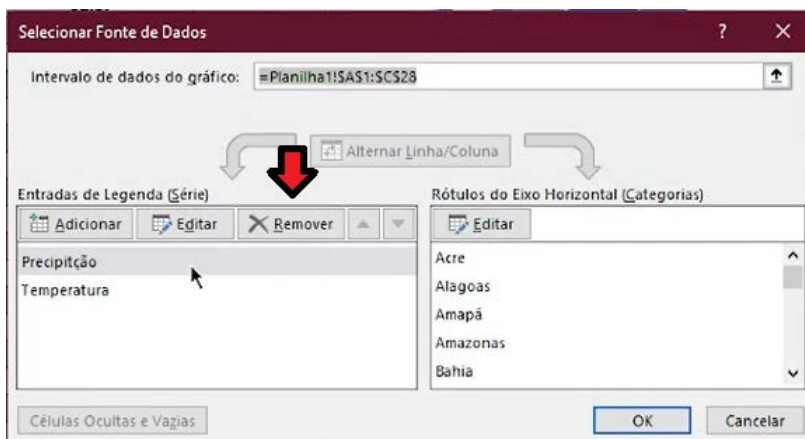 Selecionar Fonte de Dados ? ×
Intervalo de dados do gráfico: =Planilha1!$A$1:$C$28
Alternar Linha/Coluna
Entradas de Legenda (Série)
Adicionar Editar Remover
Precipitção
Temperatura
Rótulos do Eixo Horizontal (Categorias)
Editar
Acre
Alagoas
Amapá
Amazonas
Bahia
Células Ocultas e Vazias OK Cancelar